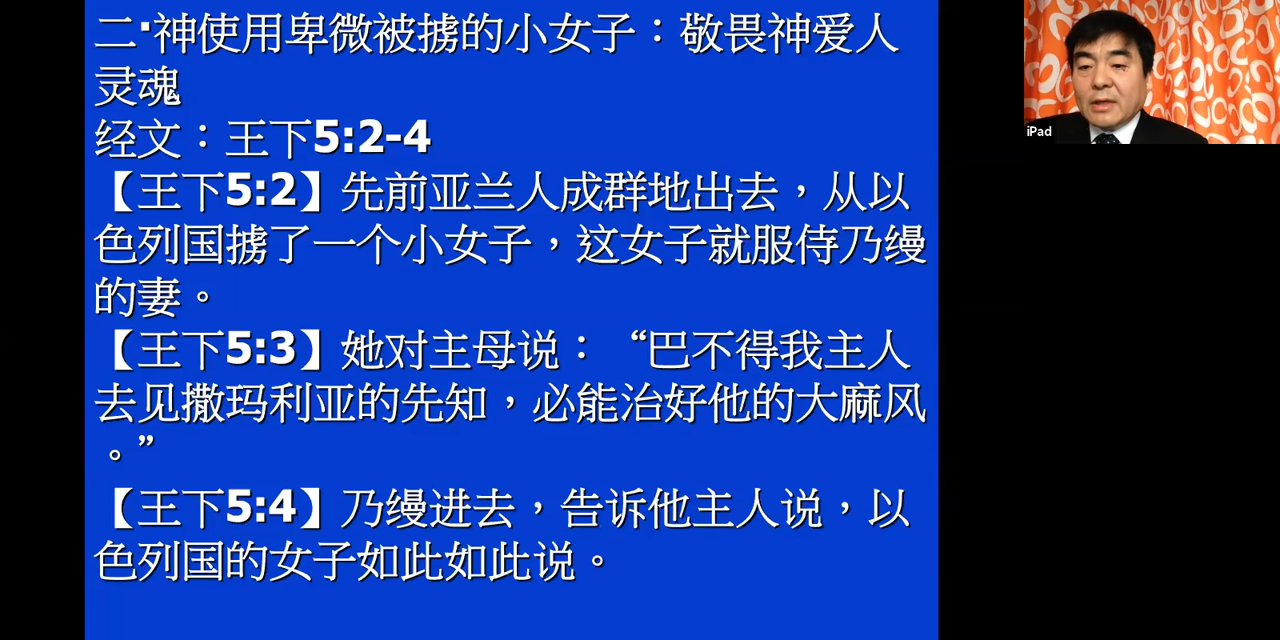 二·神使用卑微被掳的小女子：敬畏神爱人
灵魂
经文：王下5:2-4
【王下5:2】先前亚兰人成群地出去，从以
色列国掳了一个小女子，这女子就服侍乃缦
的妻。
【王下5:3】她对主母说：“巴不得我主人
去见撒玛利亚的先知，必能治好他的大麻风
。”
【王下5:4】乃缦进去，告诉他主人说，以
色列国的女子如此如此说。
iPad